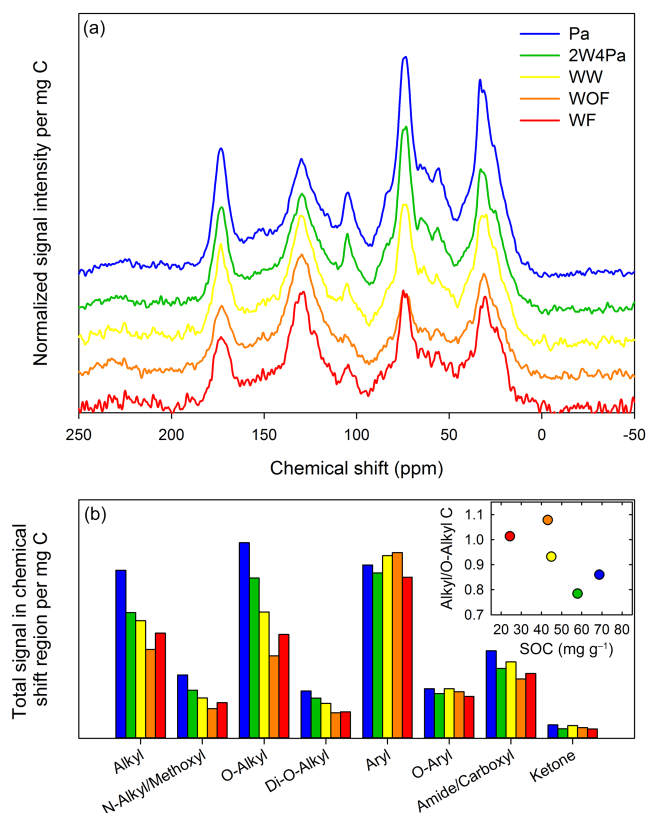 (a)
Pa
2W4Pa
WW
WOF
WF
Normalized signal intensity per mg C
250 200 150 100 50 0 -50
Chemical shift (ppm)
(b)
Total signal in chemical
shift region per mg C
Alkyl/O-Alkyl C
1.1
1.0
0.9
0.8
0.7
20 30 40 50 60 70 80
SOC (mg g⁻¹)
Alkyl
N-Alkyl/Methoxyl
O-Alkyl
Di-O-Alkyl
Aryl
O-Aryl
Amide/Carboxyl
Ketone